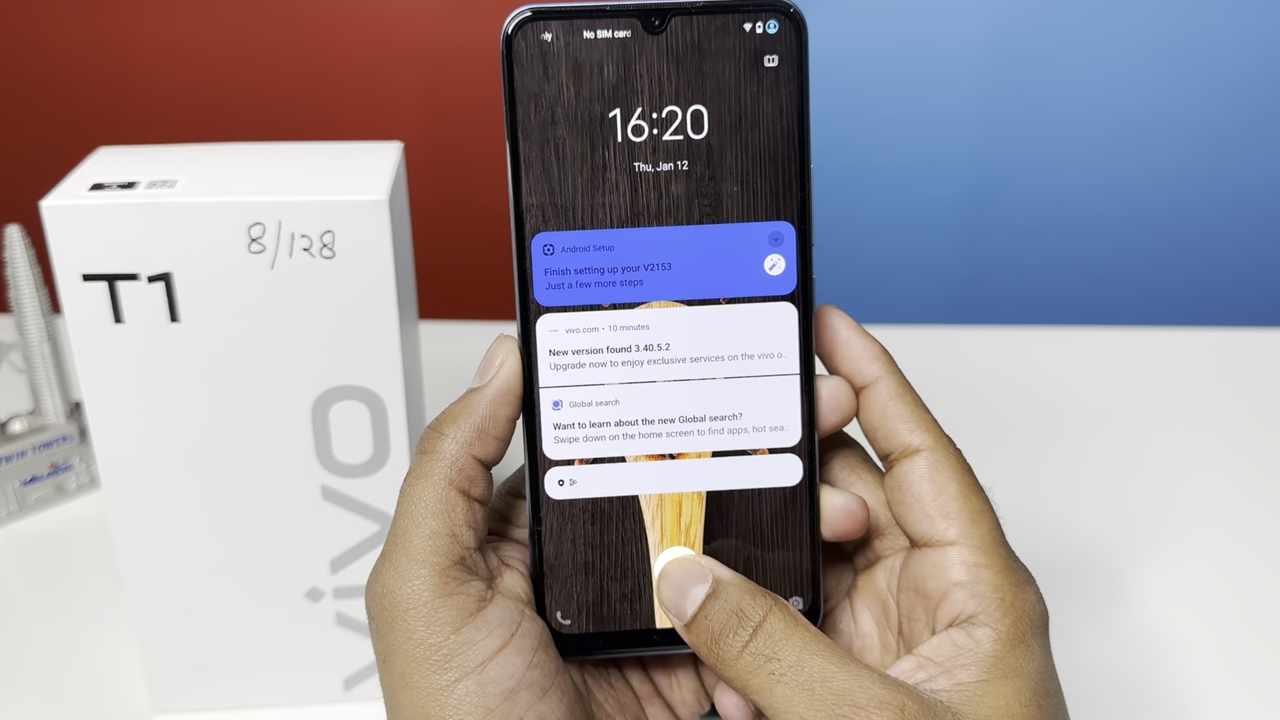 nly No SIM card
16:20
Thu, Jan 12
Android Setup
Finish setting up your V2153
Just a few more steps
vivo.com • 10 minutes
New version found 3.40.5.2
Upgrade now to enjoy exclusive services on the vivo o..
Global search
Want to learn about the new Global search?
Swipe down on the home screen to find apps, hot sea..
8/128
T1
vivo
TWIN TOWERS